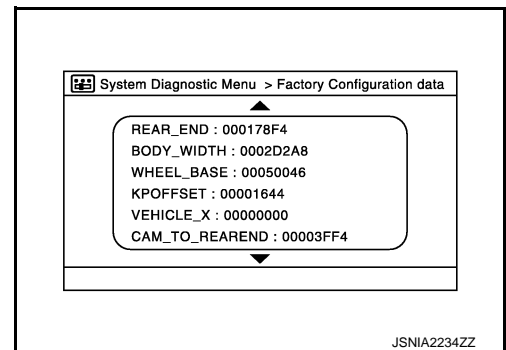 System Diagnostic Menu > Factory Configuration data
REAR_END : 000178F4
BODY_WIDTH : 0002D2A8
WHEEL_BASE : 00050046
KPOFFSET : 00001644
VEHICLE_X : 00000000
CAM_TO_REAREND : 00003FF4
JSNIA2234ZZ